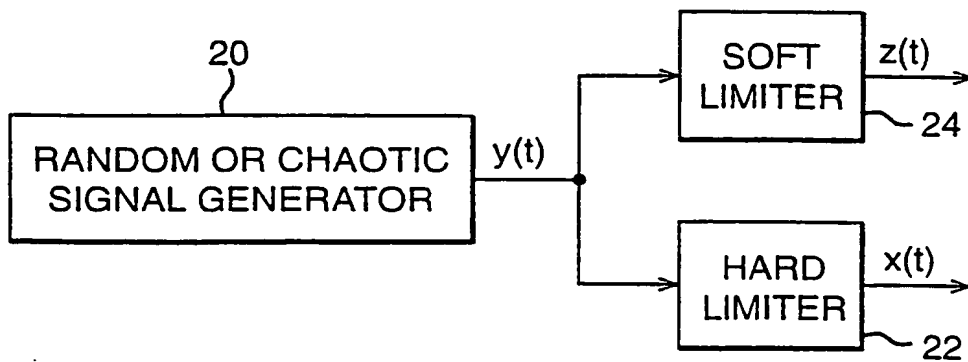 20
RANDOM OR CHAOTIC
SIGNAL GENERATOR
y(t)
SOFT
LIMITER
z(t)
24
HARD
LIMITER
x(t)
22